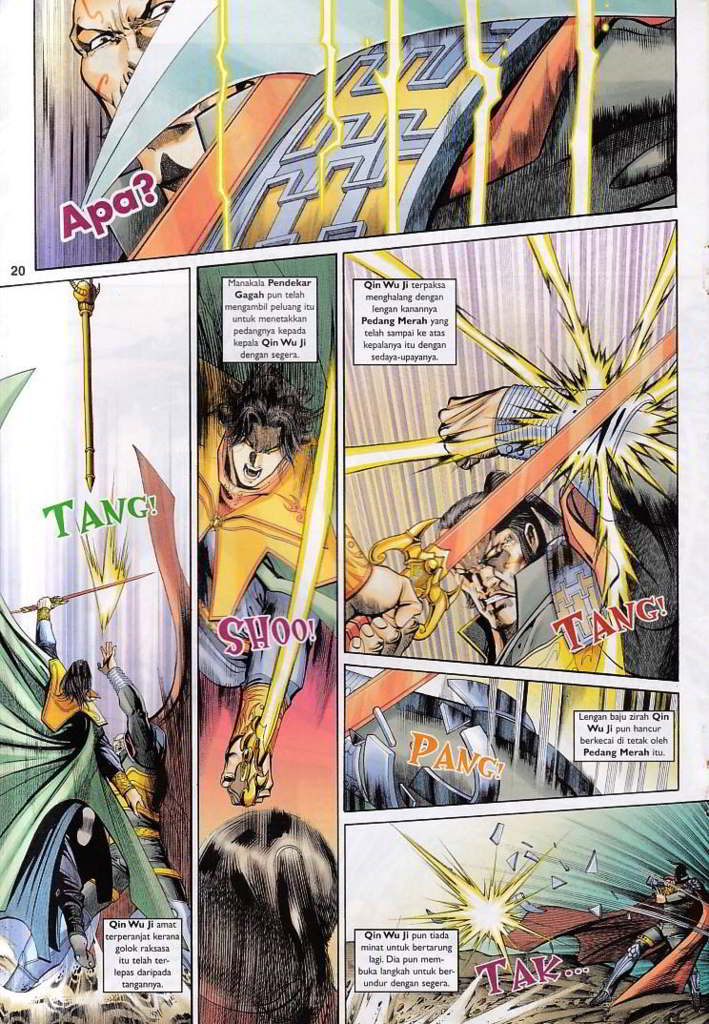 Apa?
20
TANG!
Qin Wu Ji amat
terperanjat kerana
golok raksasa
itu telah ter-
lepas daripada
tangannya.
Manakala Pendekar
Gagah pun telah
mengambil peluang itu
untuk menetakkan
pedangnya kepada
kepala Qin Wu Ji
dengan segera.
SHOO!
Qin Wu Ji terpaksa
menghalang dengan
lengan kanannya
Pedang Merah yang
telah sampai ke atas
kepalanya itu dengan
sedaya-upayanya.
TANG!
Lengan baju zirah Qin
Wu Ji pun hancur
berkecai di tetak oleh
Pedang Merah itu.
PANG!
Qin Wu Ji pun tiada
minat untuk bertarung
lagi. Dia pun mem-
buka langkah untuk ber-
undur dengan segera.
TAK...